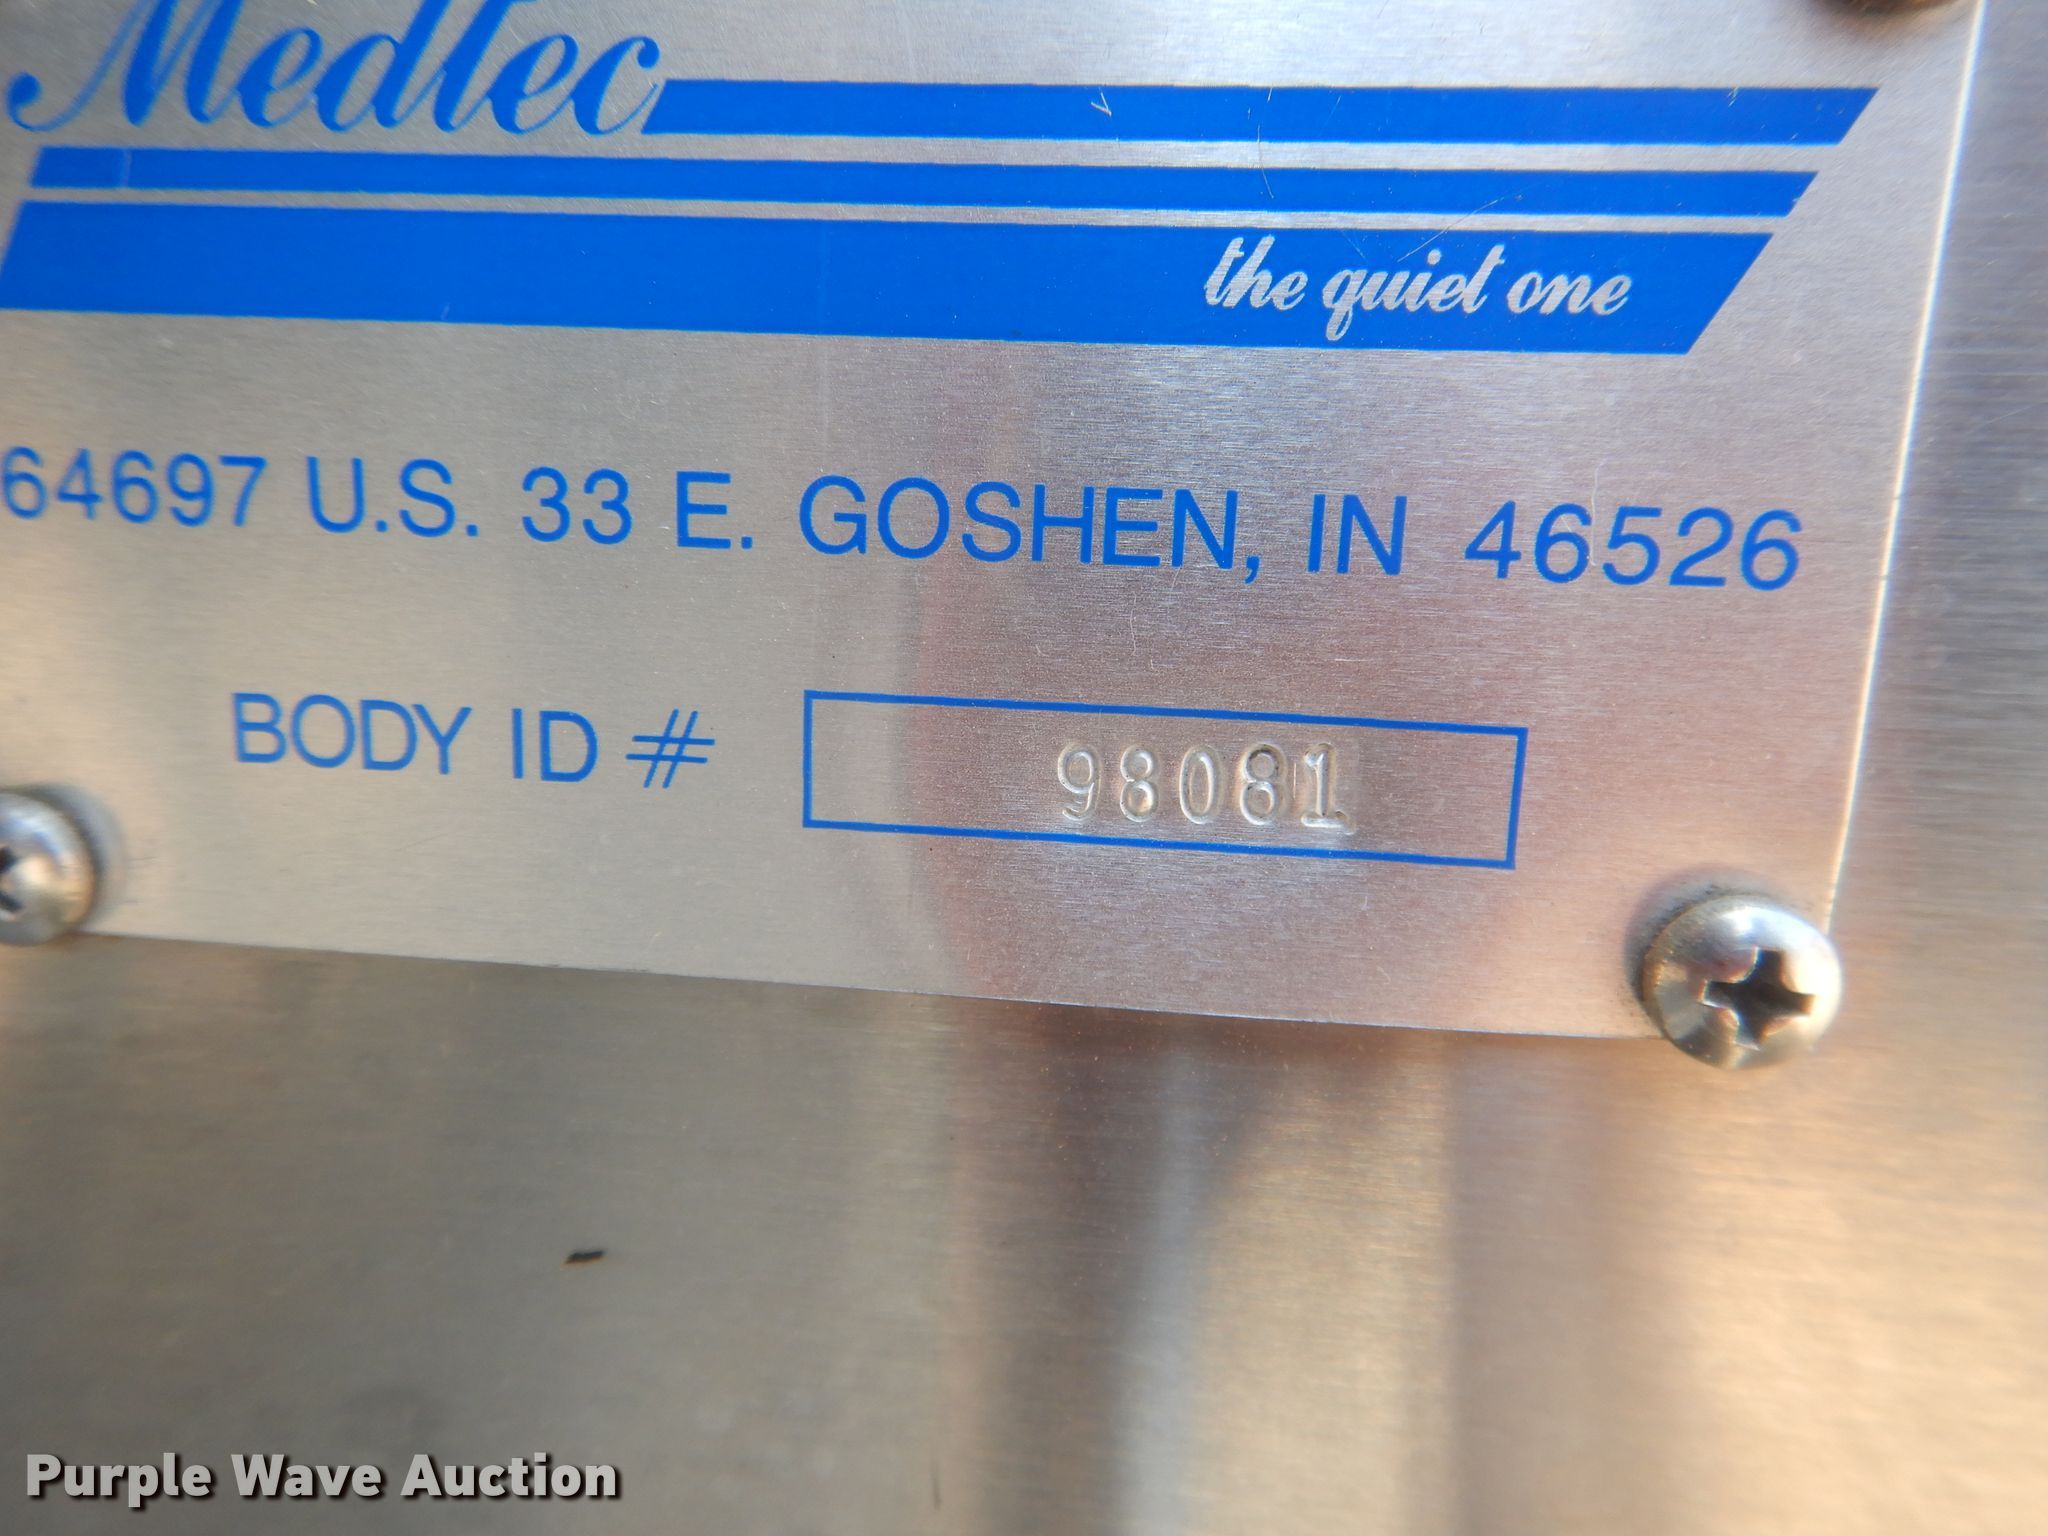 Medtec
the quiet one
64697 U.S. 33 E. GOSHEN, IN 46526
BODY ID # 98081
Purple Wave Auction